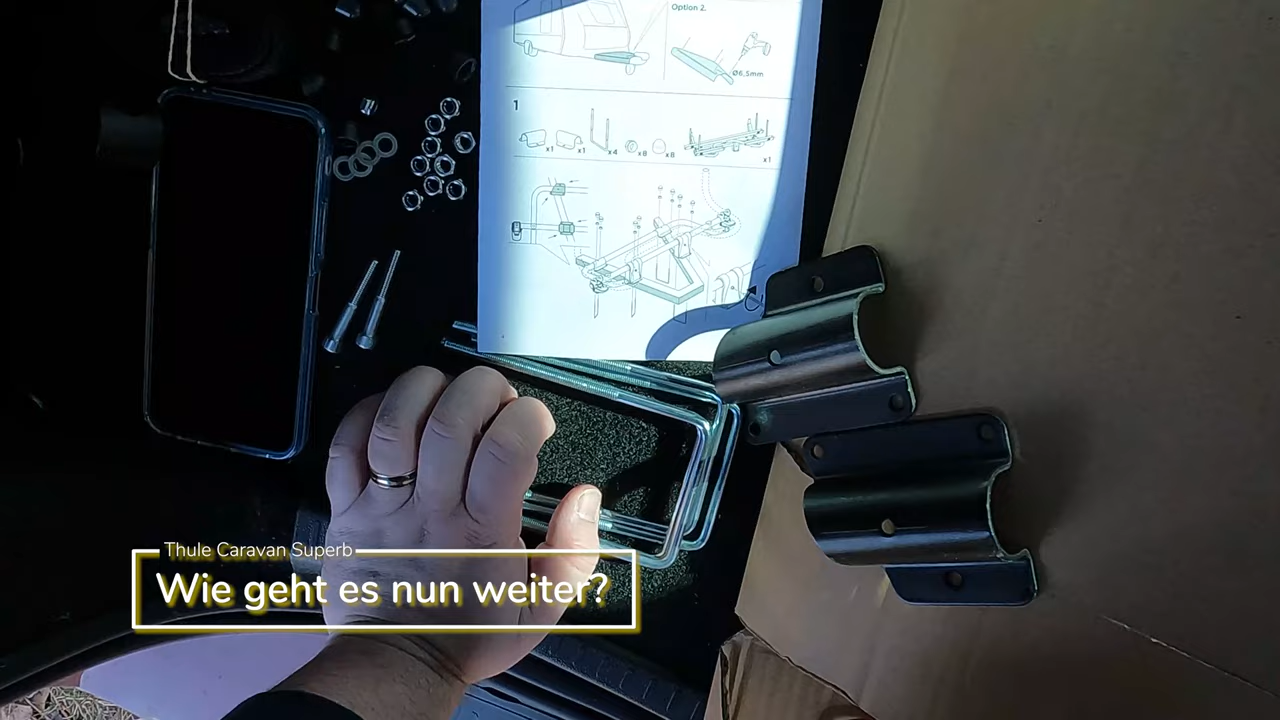 Option 2.
Ø6,5mm
1
x1 x1 x4 x8 x8 x1
Thule Caravan Superb
Wie geht es nun weiter?